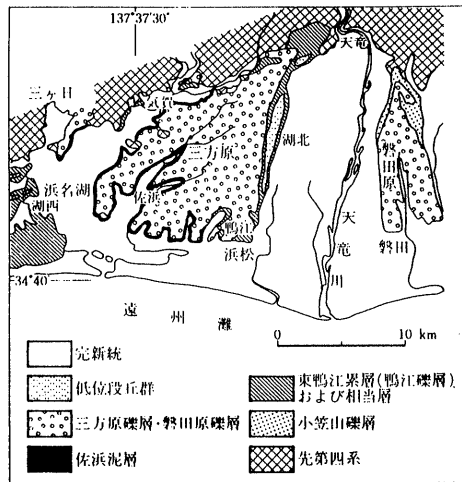 137°37′30″
天竜
三ヶ日
気賀
湖北
三方原
磐田原
浜名湖
湖西
佐浜
鴨江
天竜川
浜松
磐田
34°40′
遠州灘
0 10 km
完新統
低位段丘群
三方原礫層・磐田原礫層
佐浜泥層
東鴨江累層(鴨江礫層)
および相当層
小笠山礫層
先第四系